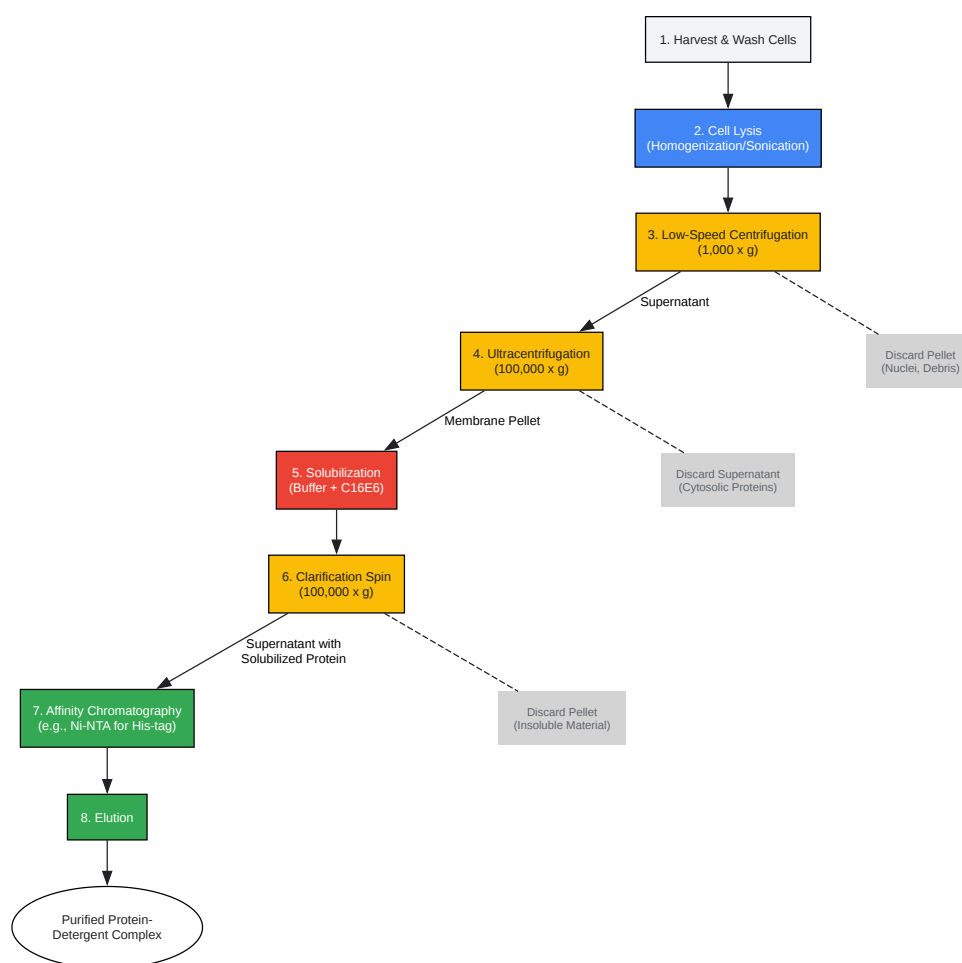 1. Harvest & Wash Cells
2. Cell Lysis
(Homogenization/Sonication)
3. Low-Speed Centrifugation
(1,000 x g)
Supernatant
Discard Pellet
(Nuclei, Debris)
4. Ultracentrifugation
(100,000 x g)
Membrane Pellet
Discard Supernatant
(Cytosolic Proteins)
5. Solubilization
(Buffer + C16E6)
6. Clarification Spin
(100,000 x g)
Supernatant with
Solubilized Protein
Discard Pellet
(Insoluble Material)
7. Affinity Chromatography
(e.g., Ni-NTA for His-tag)
8. Elution
Purified Protein-
Detergent Complex